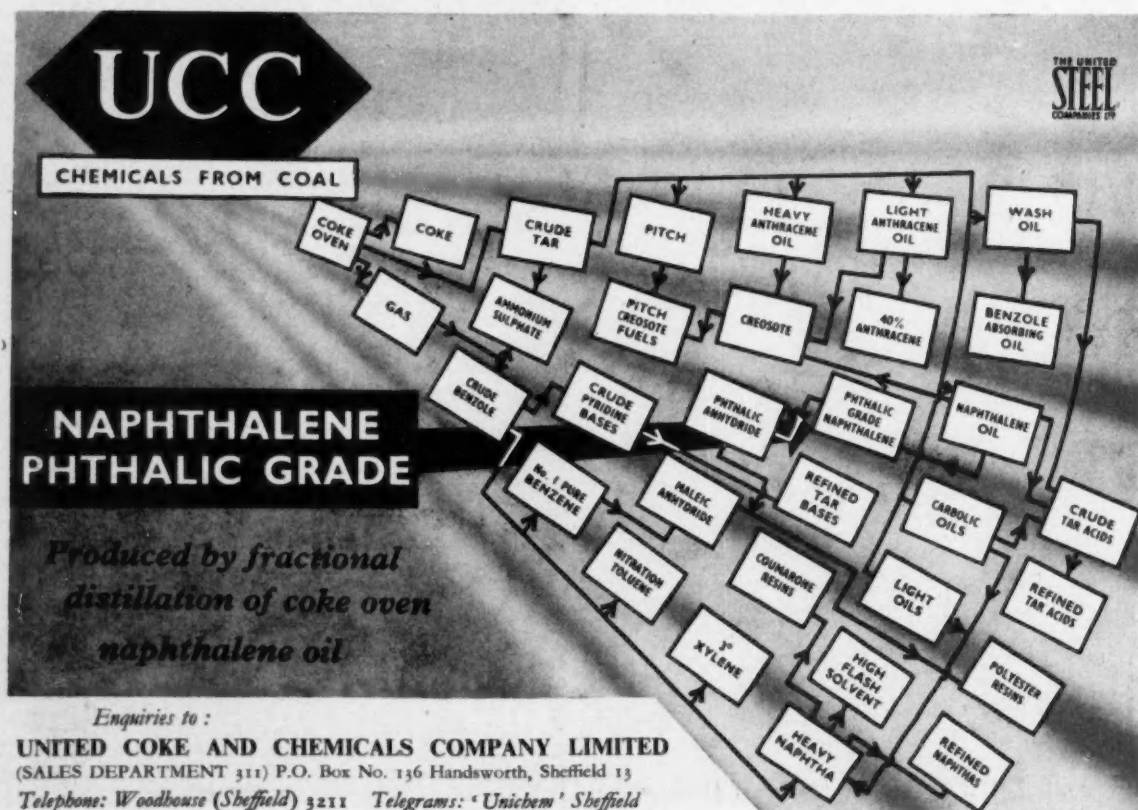 UCC
CHEMICALS FROM COAL
THE UNITED
STEEL
COMPANIES LTD
COKE
OVEN
COKE
CRUDE
TAR
PITCH
HEAVY
ANTHRACENE
OIL
LIGHT
ANTHRACENE
OIL
WASH
OIL
GAS
AMMONIUM
SULPHATE
PITCH
CREOSOTE
FUELS
CREOSOTE
40%
ANTHRACENE
BENZOLE
ABSORBING
OIL
CRUDE
BENZOLE
CRUDE
PYRIDINE
BASES
PHTHALIC
ANHYDRIDE
PHTHALIC
GRADE
NAPHTHALENE
NAPHTHALENE
OIL
NAPHTHALENE
PHTHALIC GRADE
No. 1 PURE
BENZENE
MALEIC
ANHYDRIDE
REFINED
TAR
BASES
CARBOLIC
OILS
CRUDE
TAR ACIDS
NITRATION
TOLUENE
COUMARONE
RESINS
LIGHT
OILS
REFINED
TAR ACIDS
3°
XYLENE
HIGH
FLASH
SOLVENT
POLYESTER
RESINS
HEAVY
NAPHTHA
REFINED
NAPHTHAS
Produced by fractional
distillation of coke oven
naphthalene oil
Enquiries to :
UNITED COKE AND CHEMICALS COMPANY LIMITED
(SALES DEPARTMENT 311) P.O. Box No. 136 Handsworth, Sheffield 13
Telephone: Woodhouse (Sheffield) 3211 Telegrams: ‘ Unichem ’ Sheffield